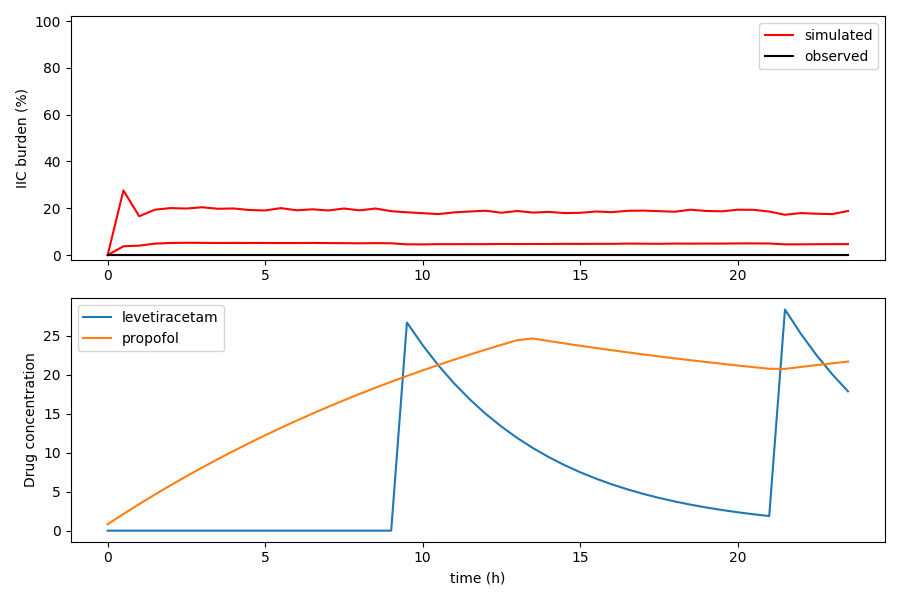 IIC burden (%)
100
80
60
40
20
0
simulated
observed
0 5 10 15 20
Drug concentration
25
20
15
10
5
0
levetiracetam
propofol
0 5 10 15 20
time (h)